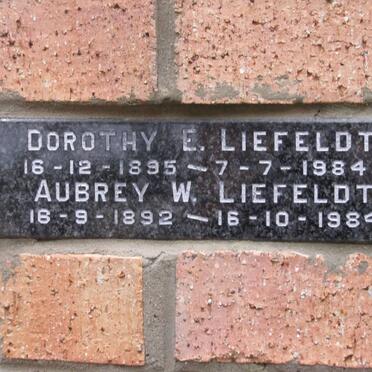 DOROTHY E. LIEFELDT
16-12-1895 — 7-7-1984
AUBREY W. LIEFELDT
18-9-1892 — 16-10-1984